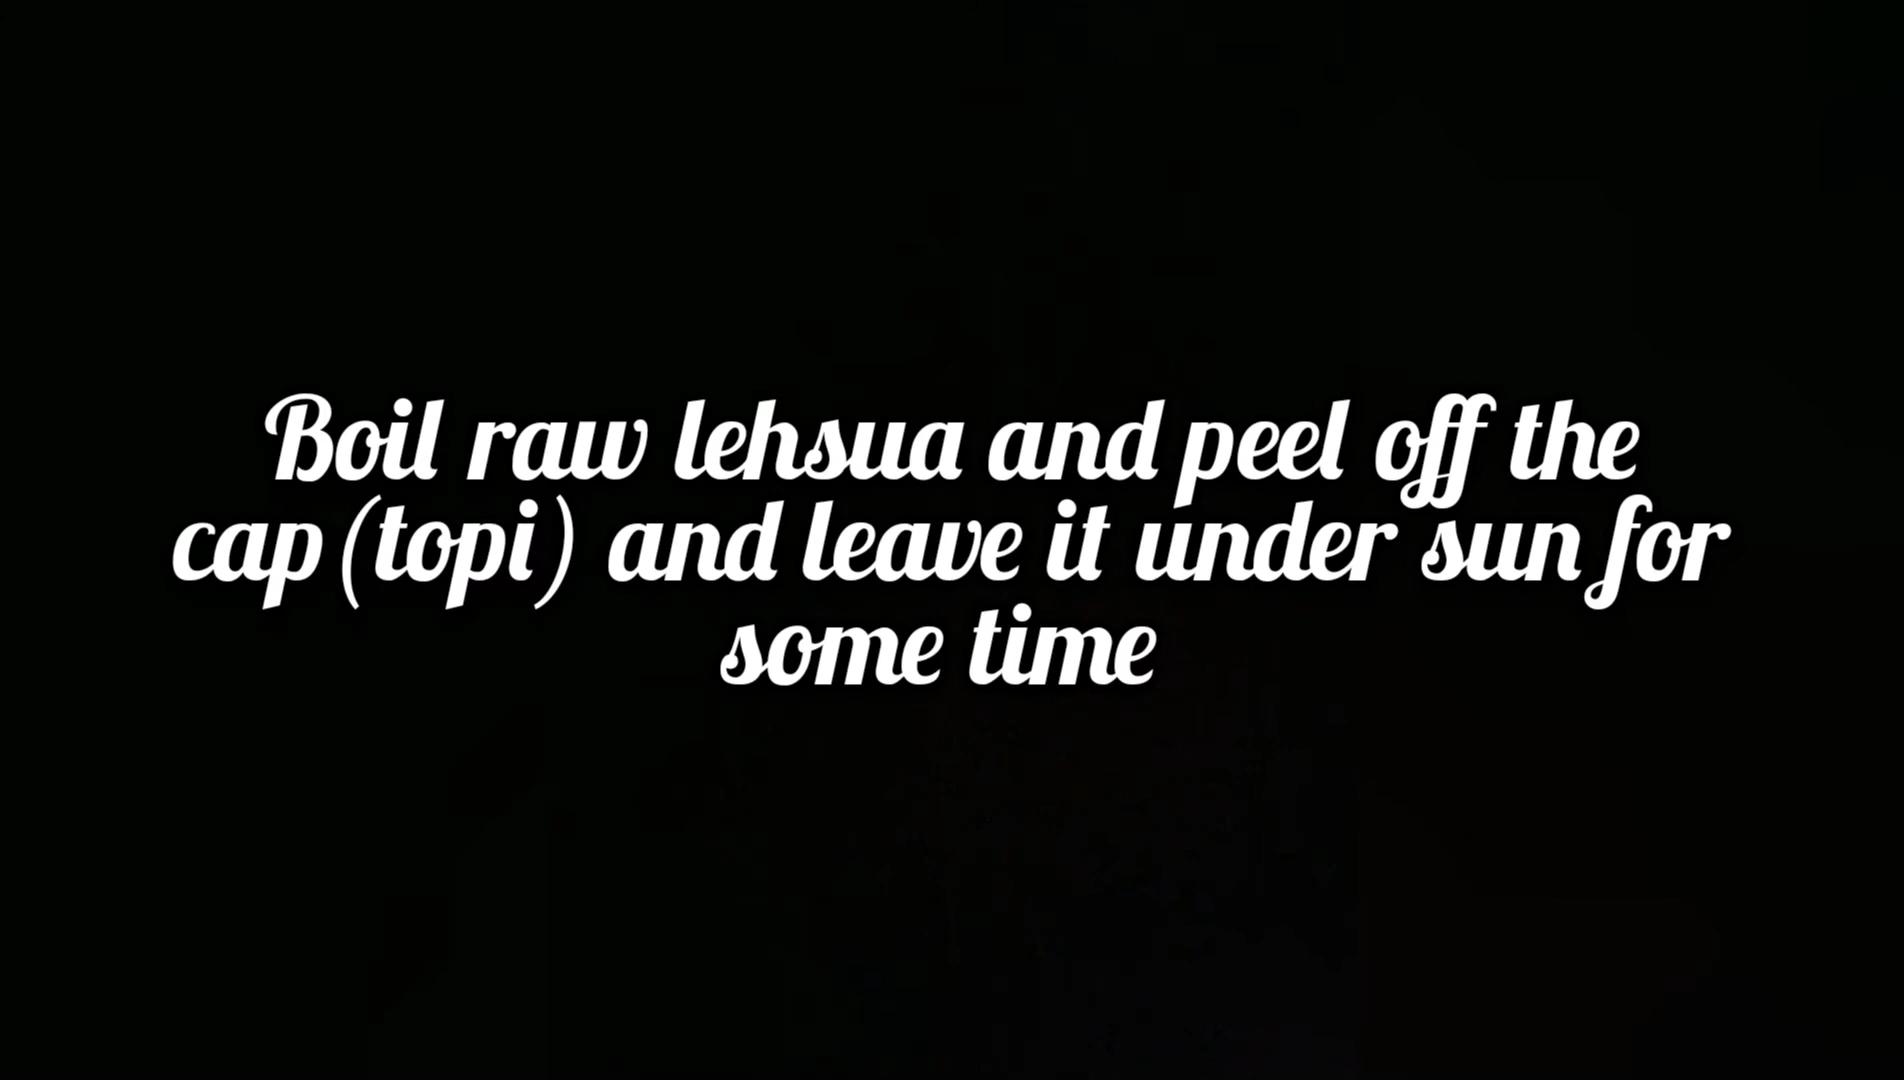 Boil raw lehsua and peel off the
cap (topi) and leave it under sun for
some time